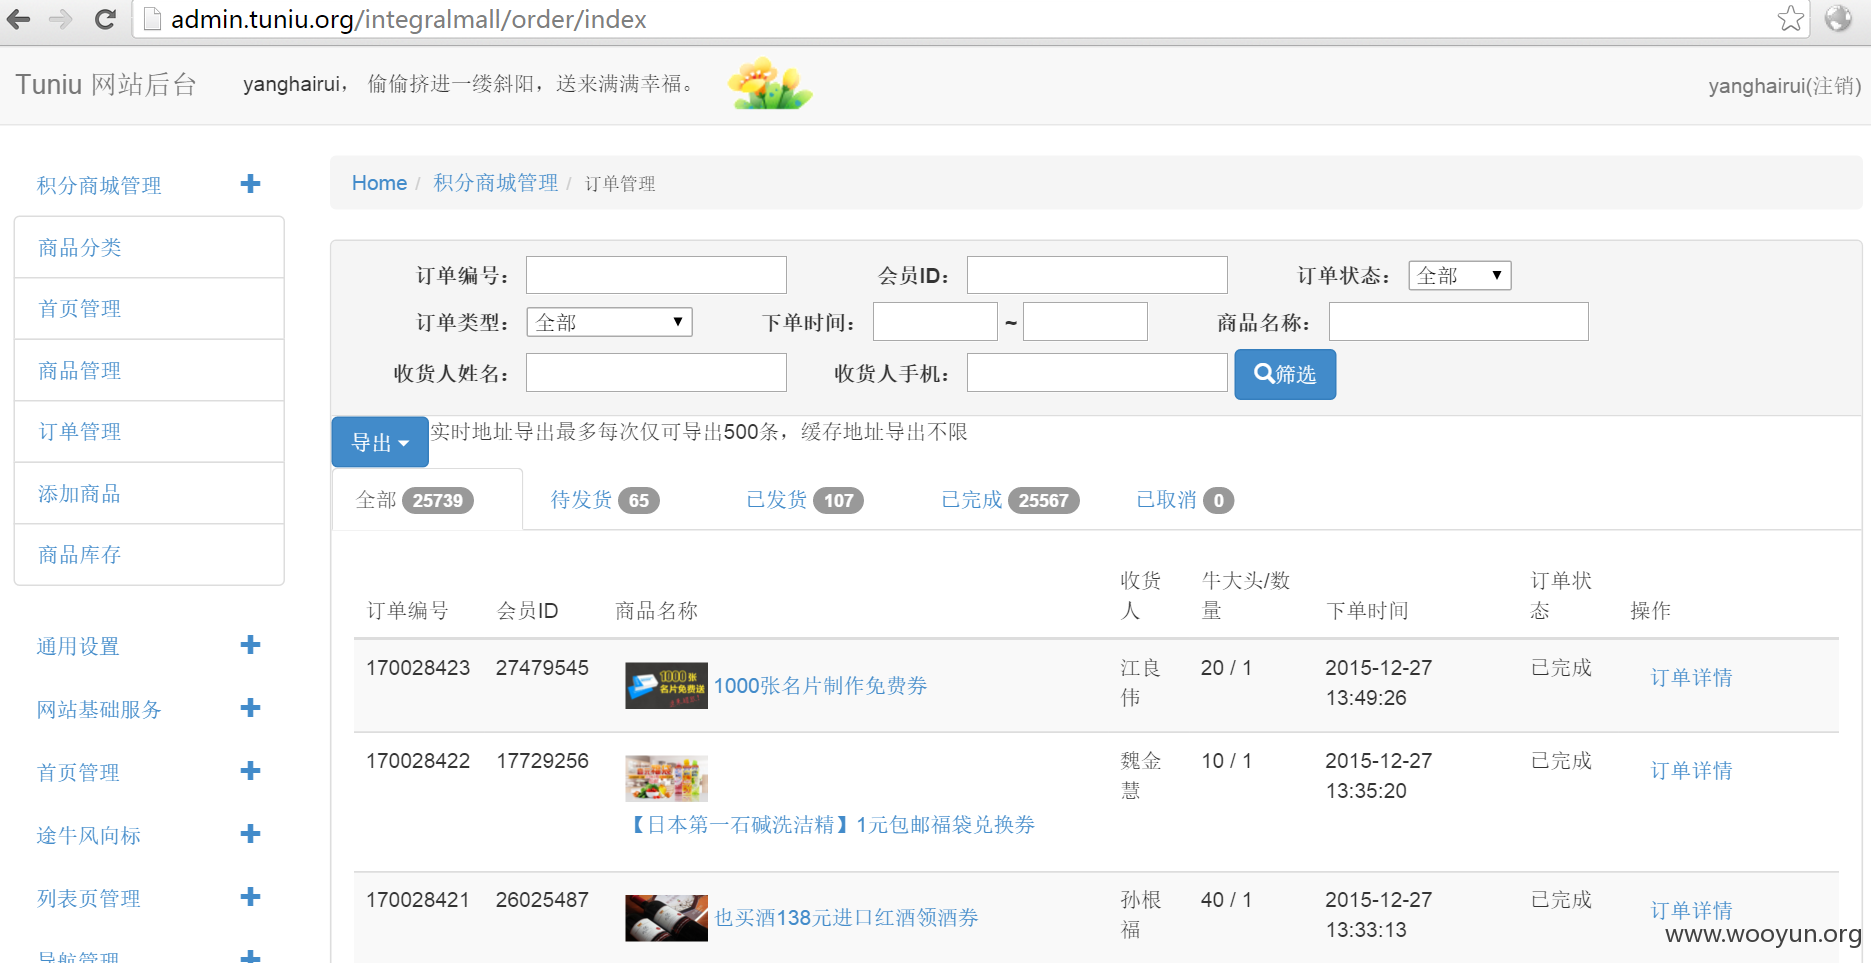 admin.tuniu.org/integralmall/order/index
Tuniu 网站后台
yanghairui， 偷偷挤进一缕斜阳，送来满满幸福。
yanghairui(注销)
积分商城管理
商品分类
首页管理
商品管理
订单管理
添加商品
商品库存
通用设置
网站基础服务
首页管理
途牛风向标
列表页管理
导航管理
Home / 积分商城管理 / 订单管理
订单编号： 会员ID： 订单状态： 全部
订单类型： 全部 下单时间： ~ 商品名称：
收货人姓名： 收货人手机： 筛选
导出 实时地址导出最多每次仅可导出500条，缓存地址导出不限
全部 25739 待发货 65 已发货 107 已完成 25567 已取消 0
订单编号 会员ID 商品名称 收货人 牛大头/数量 下单时间 订单状态 操作
170028423 27479545 1000张名片制作免费券 江良伟 20 / 1 2015-12-27 13:49:26 已完成 订单详情
1000张
名片免费送
170028422 17729256 【日本第一石碱洗洁精】1元包邮福袋兑换券 魏金慧 10 / 1 2015-12-27 13:35:20 已完成 订单详情
170028421 26025487 也买酒138元进口红酒领酒券 孙根福 40 / 1 2015-12-27 13:33:13 已完成 订单详情
www.wooyun.org